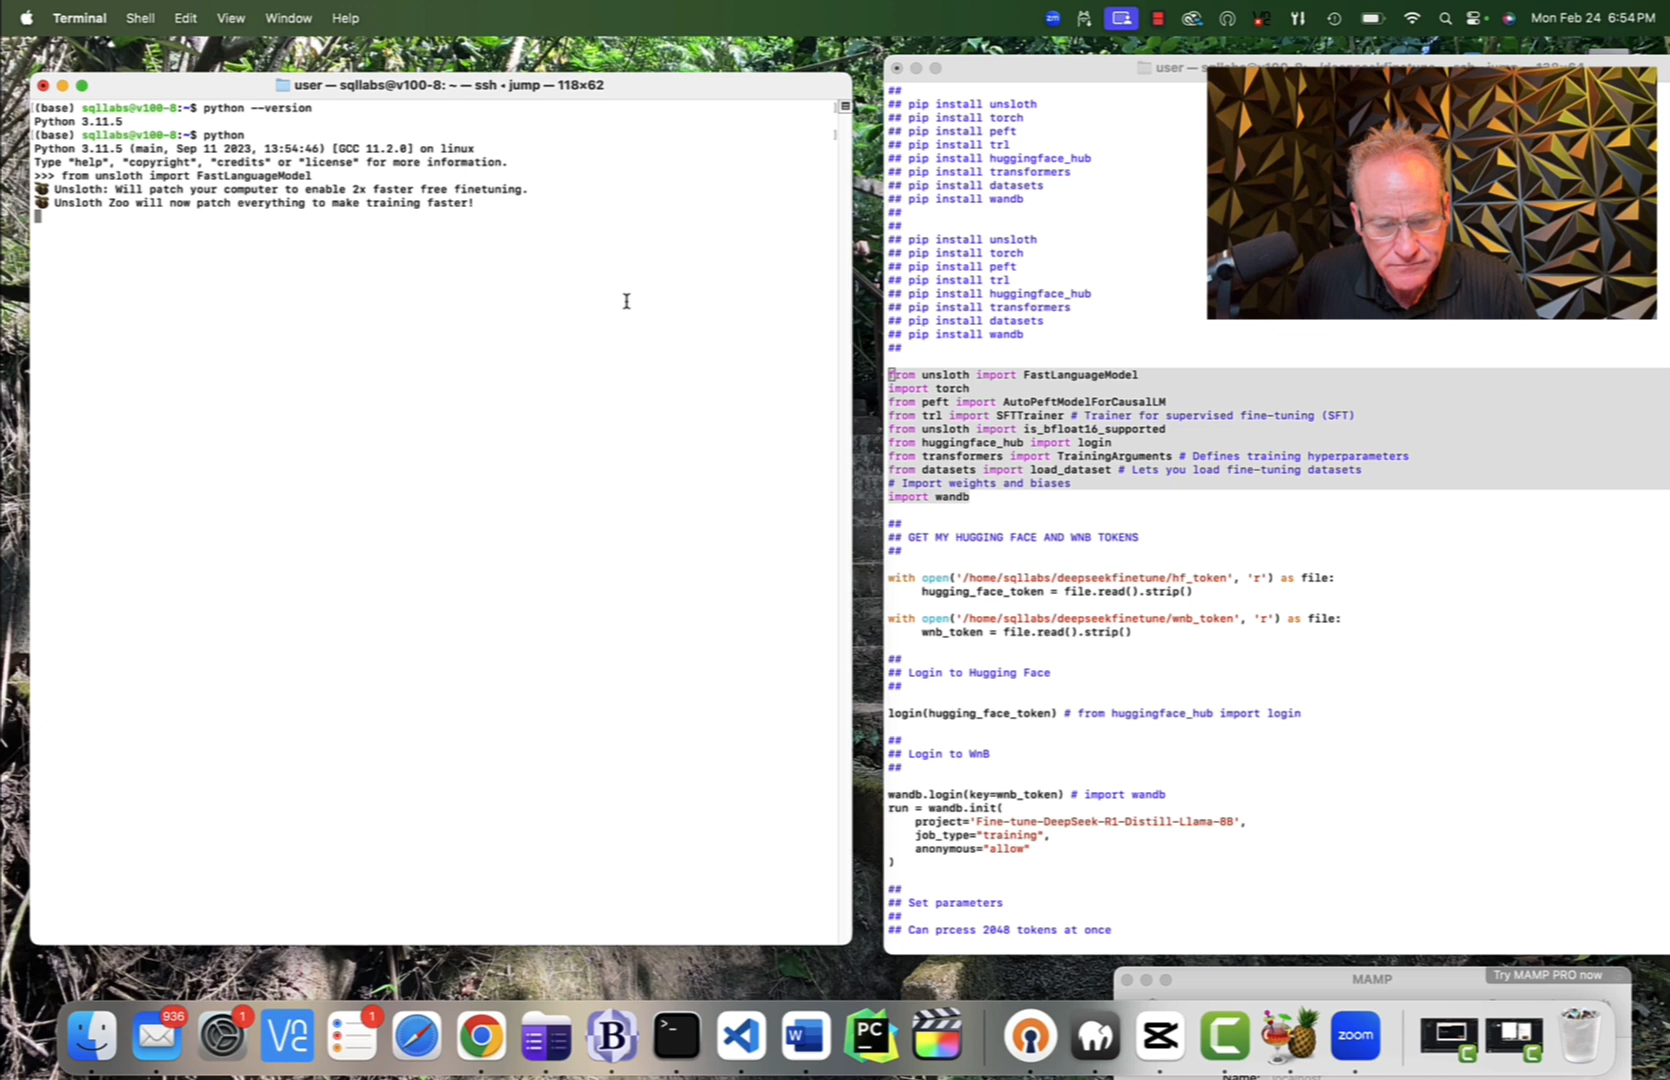 Terminal Shell Edit View Window Help
Mon Feb 24 6:54 PM
user — sqllabs@v100-8: ~ — ssh ◂ jump — 118×62
(base) sqllabs@v100-8:~$ python --version
Python 3.11.5
(base) sqllabs@v100-8:~$ python
Python 3.11.5 (main, Sep 11 2023, 13:54:46) [GCC 11.2.0] on linux
Type "help", "copyright", "credits" or "license" for more information.
>>> from unsloth import FastLanguageModel
Unsloth: Will patch your computer to enable 2x faster free finetuning.
Unsloth Zoo will now patch everything to make training faster!
user —
##
## pip install unsloth
## pip install torch
## pip install peft
## pip install trl
## pip install huggingface_hub
## pip install transformers
## pip install datasets
## pip install wandb
##
##
## pip install unsloth
## pip install torch
## pip install peft
## pip install trl
## pip install huggingface_hub
## pip install transformers
## pip install datasets
## pip install wandb
##
from unsloth import FastLanguageModel
import torch
from peft import AutoPeftModelForCausalLM
from trl import SFTTrainer # Trainer for supervised fine-tuning (SFT)
from unsloth import is_bfloat16_supported
from huggingface_hub import login
from transformers import TrainingArguments # Defines training hyperparameters
from datasets import load_dataset # Lets you load fine-tuning datasets
# Import weights and biases
import wandb
##
## GET MY HUGGING FACE AND WNB TOKENS
##
with open('/home/sqllabs/deepseekfinetune/hf_token', 'r') as file:
hugging_face_token = file.read().strip()
with open('/home/sqllabs/deepseekfinetune/wnb_token', 'r') as file:
wnb_token = file.read().strip()
##
## Login to Hugging Face
##
login(hugging_face_token) # from huggingface_hub import login
##
## Login to WnB
##
wandb.login(key=wnb_token) # import wandb
run = wandb.init(
project='Fine-tune-DeepSeek-R1-Distill-Llama-8B',
job_type="training",
anonymous="allow"
)
##
## Set parameters
##
## Can prcess 2048 tokens at once
MAMP
Try MAMP PRO now
936
1
1
zoom
Name: localhost